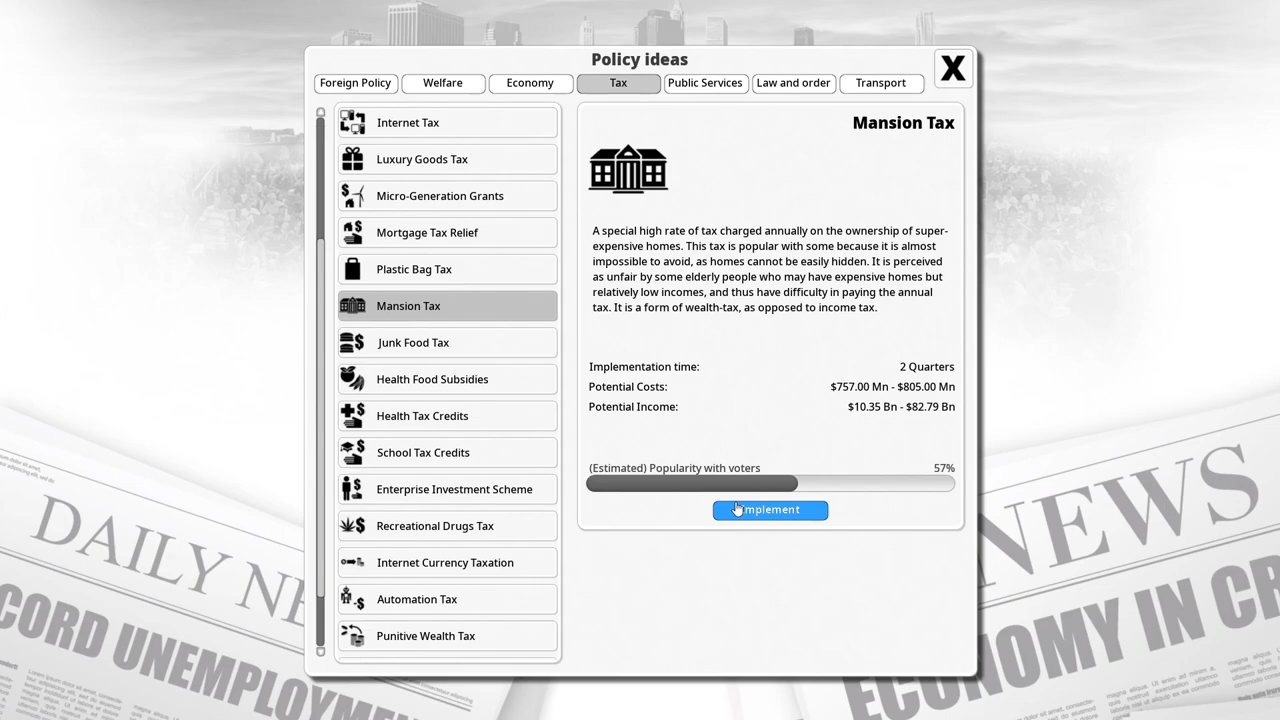 Policy ideas
X
Foreign Policy
Welfare
Economy
Tax
Public Services
Law and order
Transport
Internet Tax
Luxury Goods Tax
Micro-Generation Grants
Mortgage Tax Relief
Plastic Bag Tax
Mansion Tax
Junk Food Tax
Health Food Subsidies
Health Tax Credits
School Tax Credits
Enterprise Investment Scheme
Recreational Drugs Tax
Internet Currency Taxation
Automation Tax
Punitive Wealth Tax
Mansion Tax
A special high rate of tax charged annually on the ownership of super-
expensive homes. This tax is popular with some because it is almost
impossible to avoid, as homes cannot be easily hidden. It is perceived
as unfair by some elderly people who may have expensive homes but
relatively low incomes, and thus have difficulty in paying the annual
tax. It is a form of wealth-tax, as opposed to income tax.
Implementation time: 2 Quarters
Potential Costs: $757.00 Mn - $805.00 Mn
Potential Income: $10.35 Bn - $82.79 Bn
(Estimated) Popularity with voters 57%
Implement
DAILY NE
CORD UNEMPLOYM
NEWS
ECONOMY IN CR